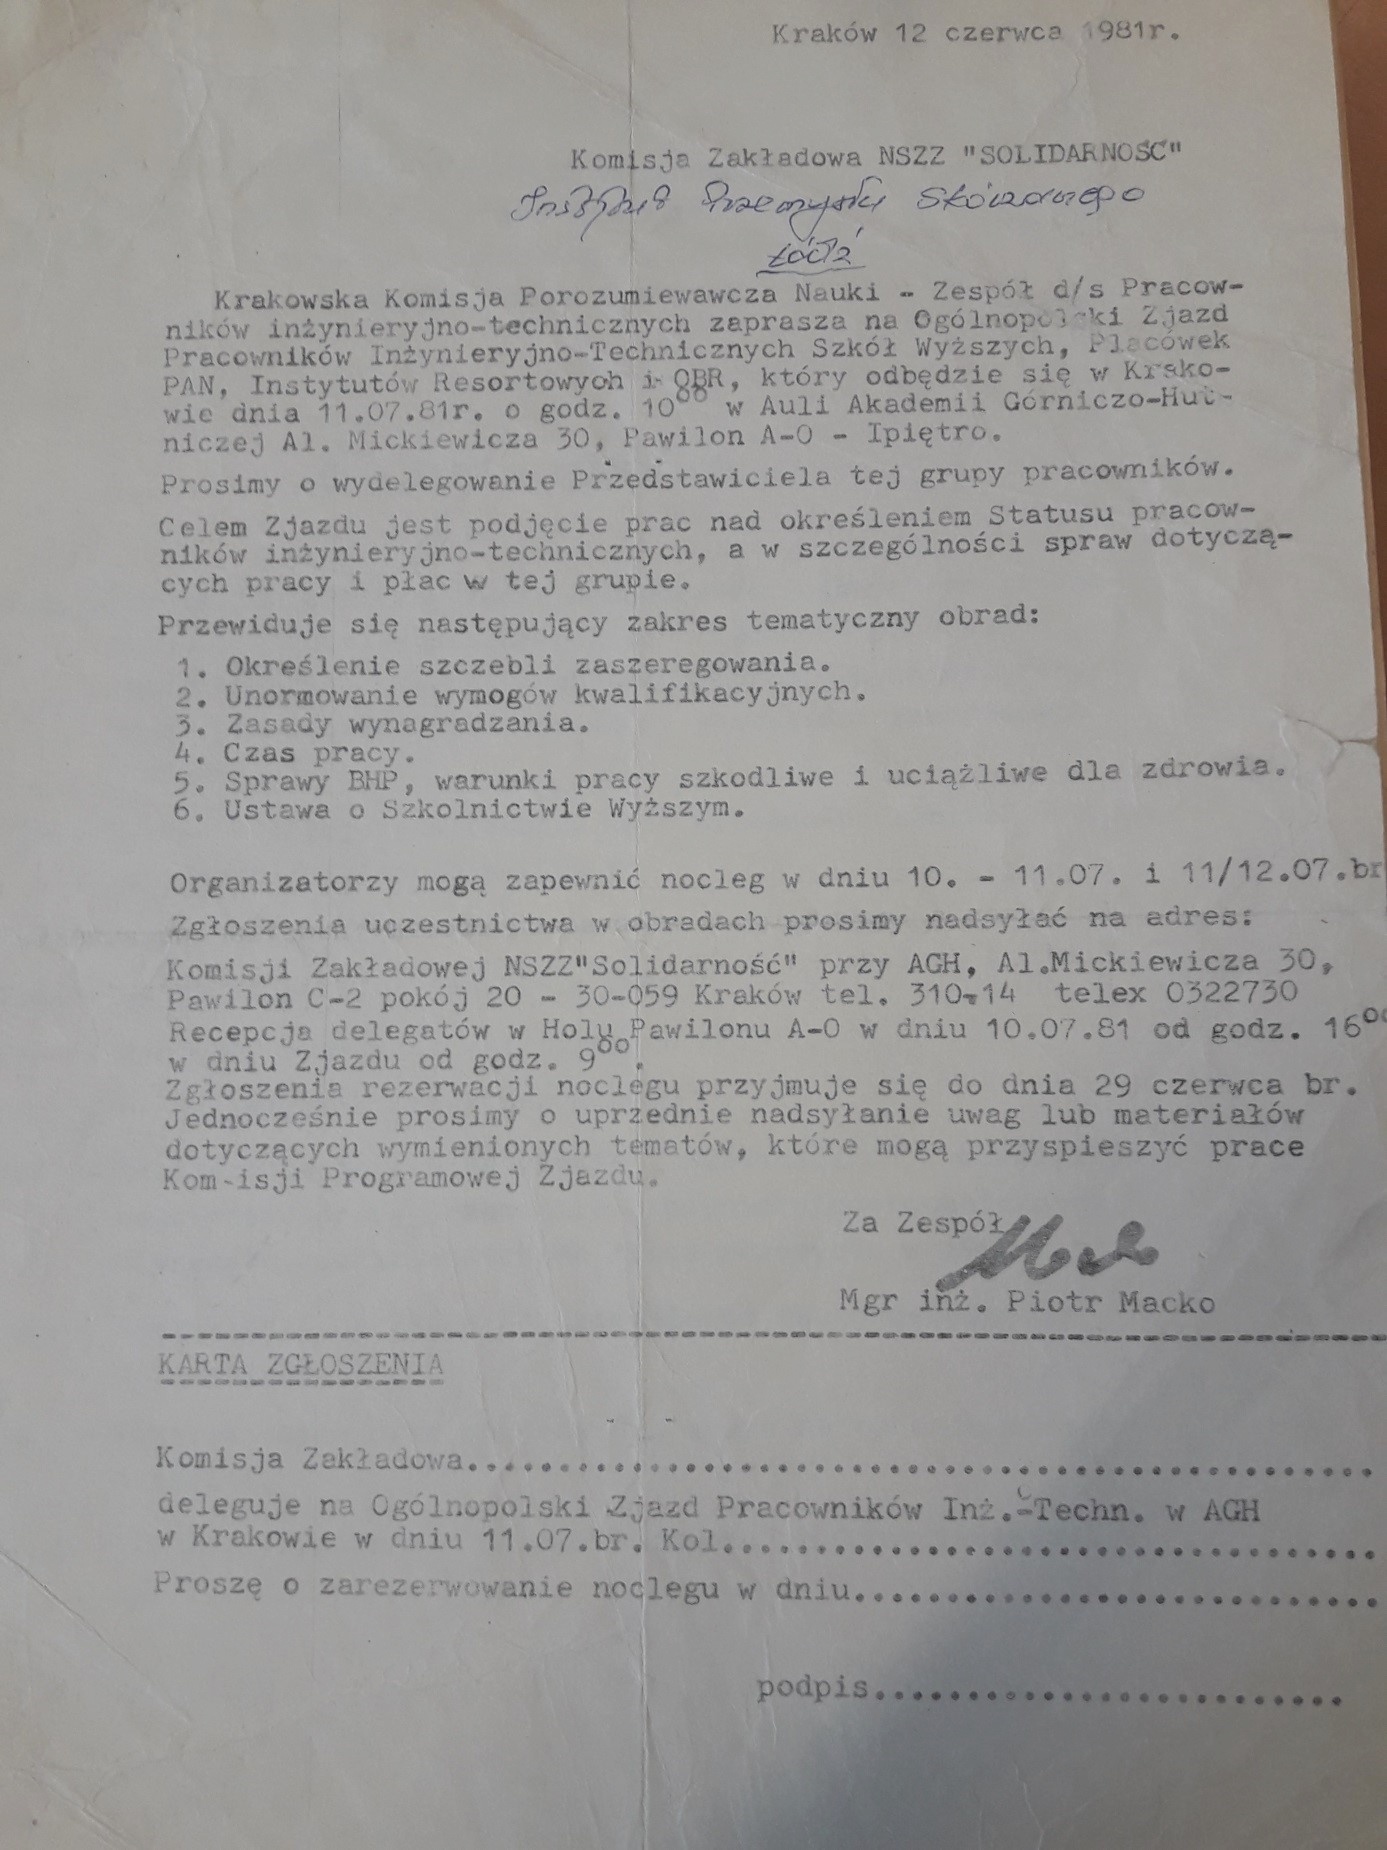 Kraków 12 czerwca 1981r.
Komisja Zakładowa NSZZ "SOLIDARNOSC"
Instytut Przemysłu Skórzanego
Łódź
Krakowska Komisja Porozumiewawcza Nauki - Zespół d/s Pracow-
ników inżynieryjno-technicznych zaprasza na Ogólnopolski Zjazd
Pracowników Inżynieryjno-Technicznych Szkół Wyższych, Placówek
PAN, Instytutów Resortowych i OBR, który odbędzie się w Krako-
wie dnia 11.07.81r. o godz. 10⁰⁰ w Auli Akademii Górniczo-Hut-
niczej Al. Mickiewicza 30, Pawilon A-0 - Ipiętro.
Prosimy o wydelegowanie Przedstawiciela tej grupy pracowników.
Celem Zjazdu jest podjęcie prac nad określeniem Statusu pracow-
ników inżynieryjno-technicznych, a w szczególności spraw dotyczą-
cych pracy i płac w tej grupie.
Przewiduje się następujący zakres tematyczny obrad:
1. Określenie szczebli zaszeregowania.
2. Unormowanie wymogów kwalifikacyjnych.
3. Zasady wynagradzania.
4. Czas pracy.
5. Sprawy BHP, warunki pracy szkodliwe i uciążliwe dla zdrowia.
6. Ustawa o Szkolnictwie Wyższym.
Organizatorzy mogą zapewnić nocleg w dniu 10. - 11.07. i 11/12.07.br
Zgłoszenia uczestnictwa w obradach prosimy nadsyłać na adres:
Komisji Zakładowej NSZZ"Solidarność" przy AGH, Al.Mickiewicza 30,
Pawilon C-2 pokój 20 - 30-059 Kraków tel. 310-14 telex 0322730
Recepcja delegatów w Holu Pawilonu A-0 w dniu 10.07.81 od godz. 16⁰⁰
w dniu Zjazdu od godz. 9⁰⁰.
Zgłoszenia rezerwacji noclegu przyjmuje się do dnia 29 czerwca br.
Jednocześnie prosimy o uprzednie nadsyłanie uwag lub materiałów
dotyczących wymienionych tematów, które mogą przyspieszyć prace
Kom-isji Programowej Zjazdu.
Za Zespół
Mgr inż. Piotr Macko
KARTA ZGŁOSZENIA
Komisja Zakładowa..................................................
deleguje na Ogólnopolski Zjazd Pracowników Inż.-Techn. w AGH
w Krakowie w dniu 11.07.br. Kol....................................
Proszę o zarezerwowanie noclegu w dniu.............................
podpis..........................